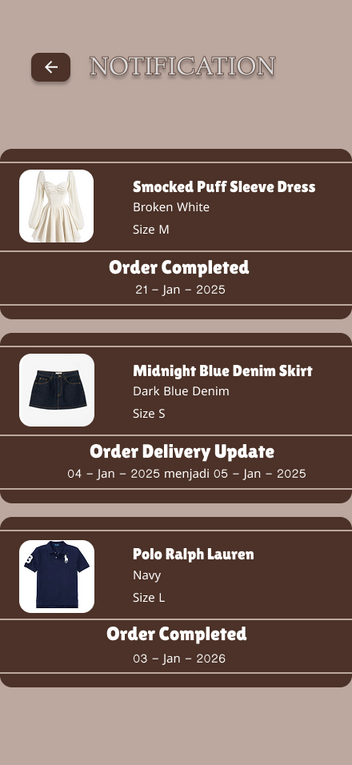 NOTIFICATION
Smocked Puff Sleeve Dress
Broken White
Size M
Order Completed
21 – Jan – 2025
Midnight Blue Denim Skirt
Dark Blue Denim
Size S
Order Delivery Update
04 – Jan – 2025 menjadi 05 – Jan – 2025
3
Polo Ralph Lauren
Navy
Size L
Order Completed
03 – Jan – 2026